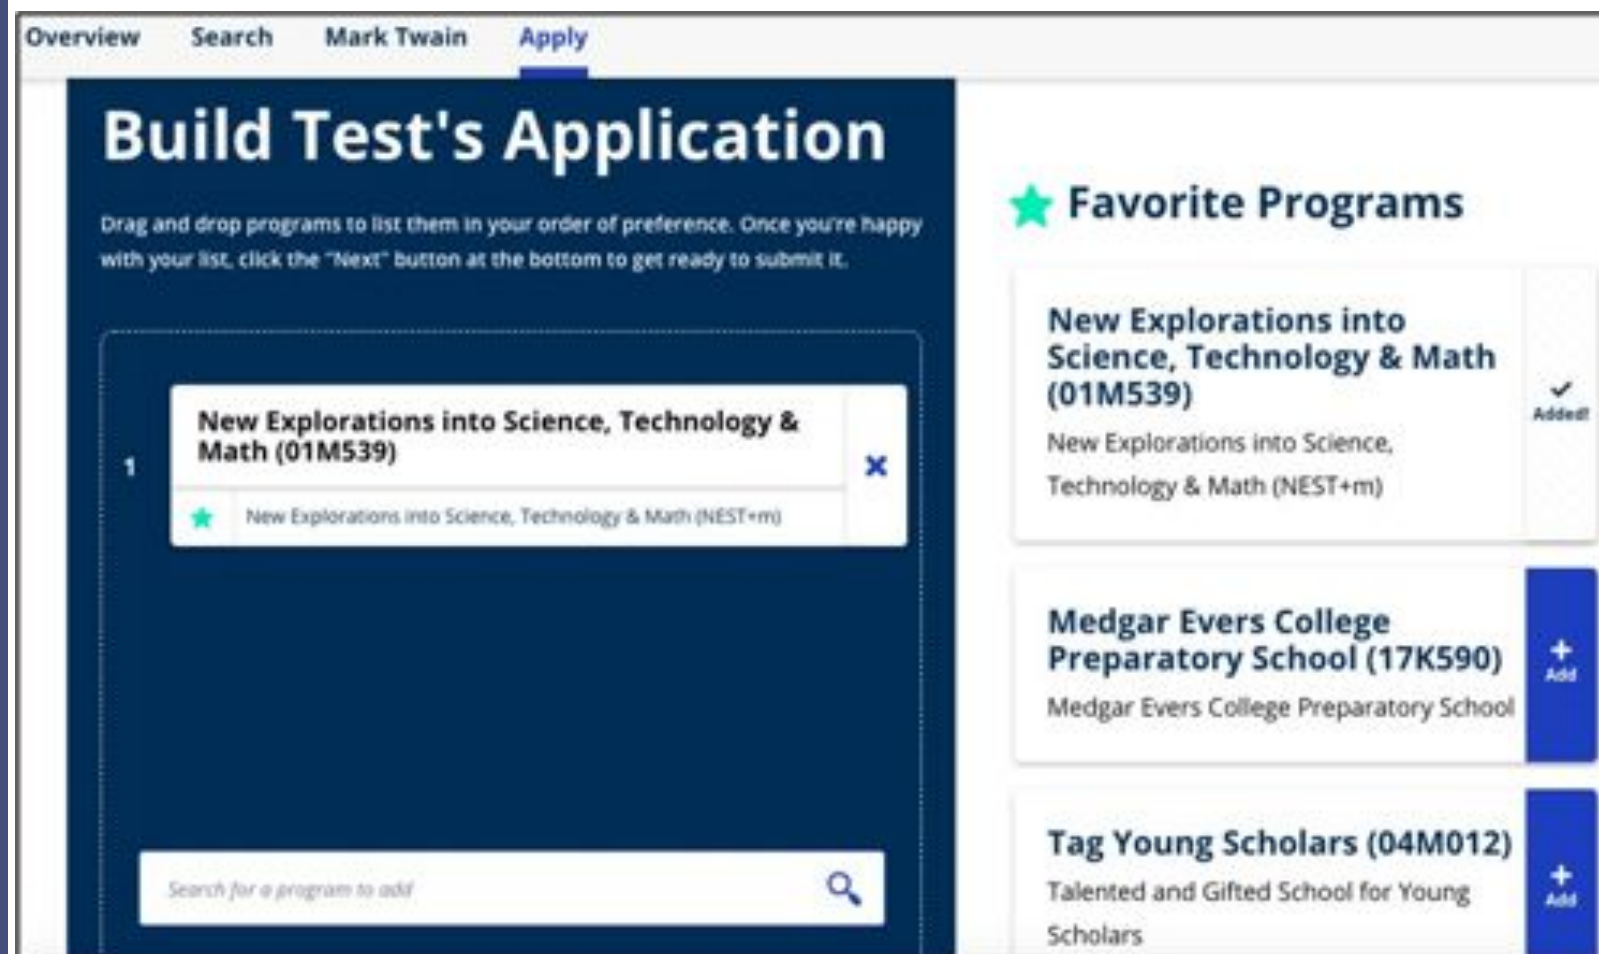 Overview Search Mark Twain Apply
Build Test's Application
Drag and drop programs to list them in your order of preference. Once you're happy
with your list, click the "Next" button at the bottom to get ready to submit it.
1
New Explorations into Science, Technology &
Math (01M539)
New Explorations into Science, Technology & Math (NEST+m)
Search for a program to add
Favorite Programs
New Explorations into
Science, Technology & Math
(01M539)
New Explorations into Science,
Technology & Math (NEST+m)
Added!
Medgar Evers College
Preparatory School (17K590)
Medgar Evers College Preparatory School
+
Add
Tag Young Scholars (04M012)
Talented and Gifted School for Young
Scholars
+
Add